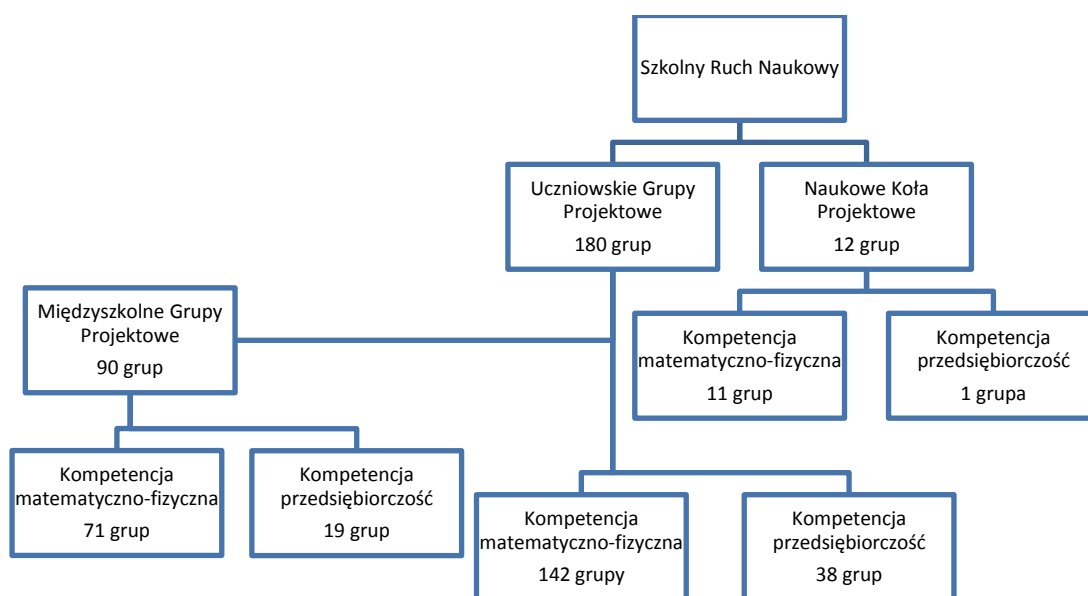 Szkolny Ruch Naukowy
Uczniowskie Grupy
Projektowe
180 grup
Naukowe Koła
Projektowe
12 grup
Międzyszkolne Grupy
Projektowe
90 grup
Kompetencja
matematyczno-fizyczna
11 grup
Kompetencja
przedsiębiorczość
1 grupa
Kompetencja
matematyczno-fizyczna
71 grup
Kompetencja
przedsiębiorczość
19 grup
Kompetencja
matematyczno-fizyczna
142 grupy
Kompetencja
przedsiębiorczość
38 grup